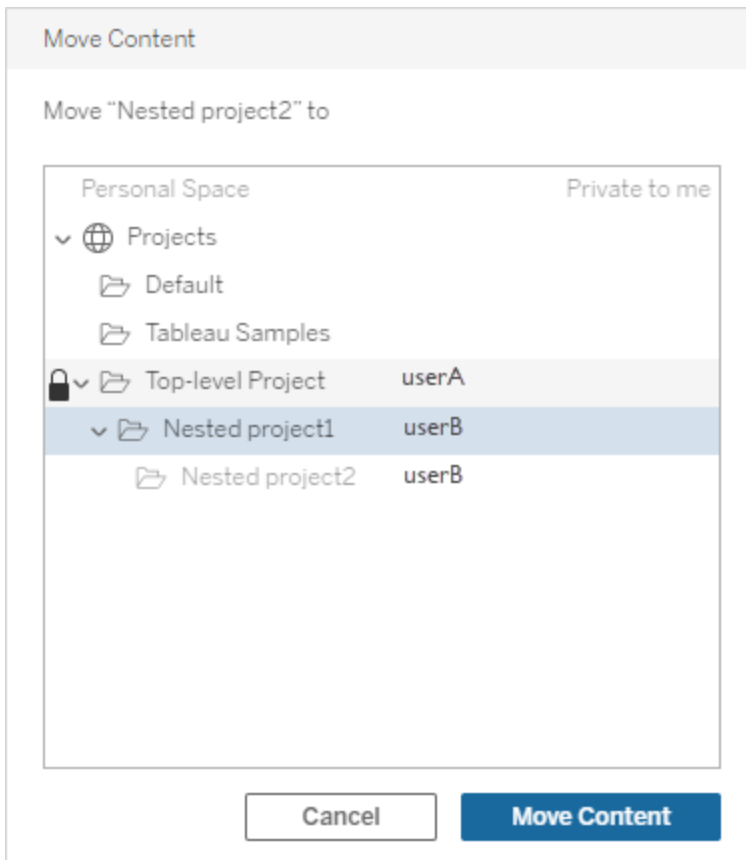 Move Content
Move “Nested project2” to
Personal Space Private to me
Projects
Default
Tableau Samples
Top-level Project userA
Nested project1 userB
Nested project2 userB
Cancel Move Content